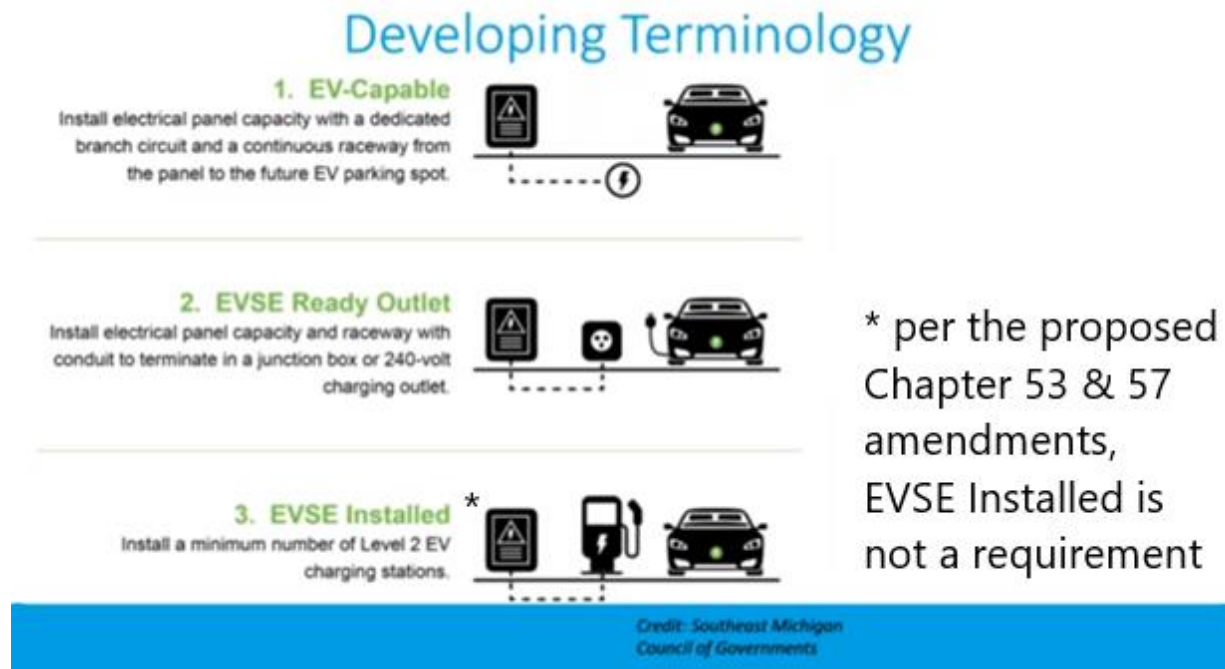 Developing Terminology
1. EV-Capable
Install electrical panel capacity with a dedicated
branch circuit and a continuous raceway from
the panel to the future EV parking spot.
2. EVSE Ready Outlet
Install electrical panel capacity and raceway with
conduit to terminate in a junction box or 240-volt
charging outlet.
3. EVSE Installed *
Install a minimum number of Level 2 EV
charging stations.
* per the proposed
Chapter 53 & 57
amendments,
EVSE Installed is
not a requirement
Credit: Southeast Michigan
Council of Governments